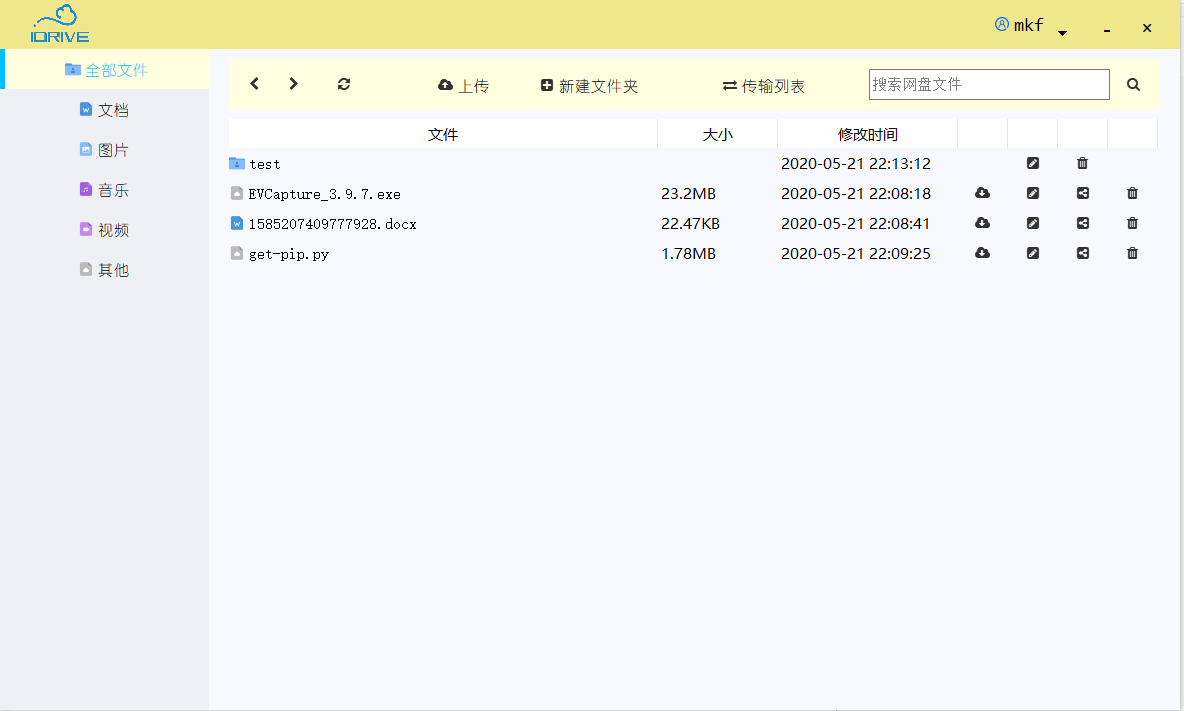 IDRIVE
mkf
全部文件
文档
图片
音乐
视频
其他
上传 新建文件夹 传输列表 搜索网盘文件
文件 大小 修改时间
test 2020-05-21 22:13:12
EVCapture_3.9.7.exe 23.2MB 2020-05-21 22:08:18
1585207409777928.docx 22.47KB 2020-05-21 22:08:41
get-pip.py 1.78MB 2020-05-21 22:09:25